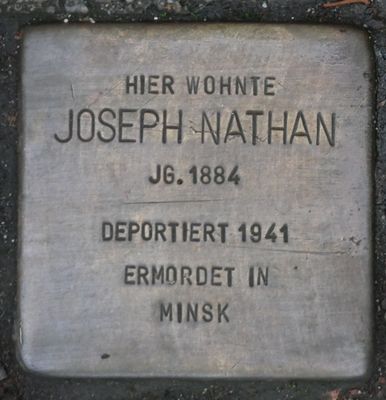 HIER WOHNTE
JOSEPH NATHAN
JG. 1884
DEPORTIERT 1941
ERMORDET IN
MINSK